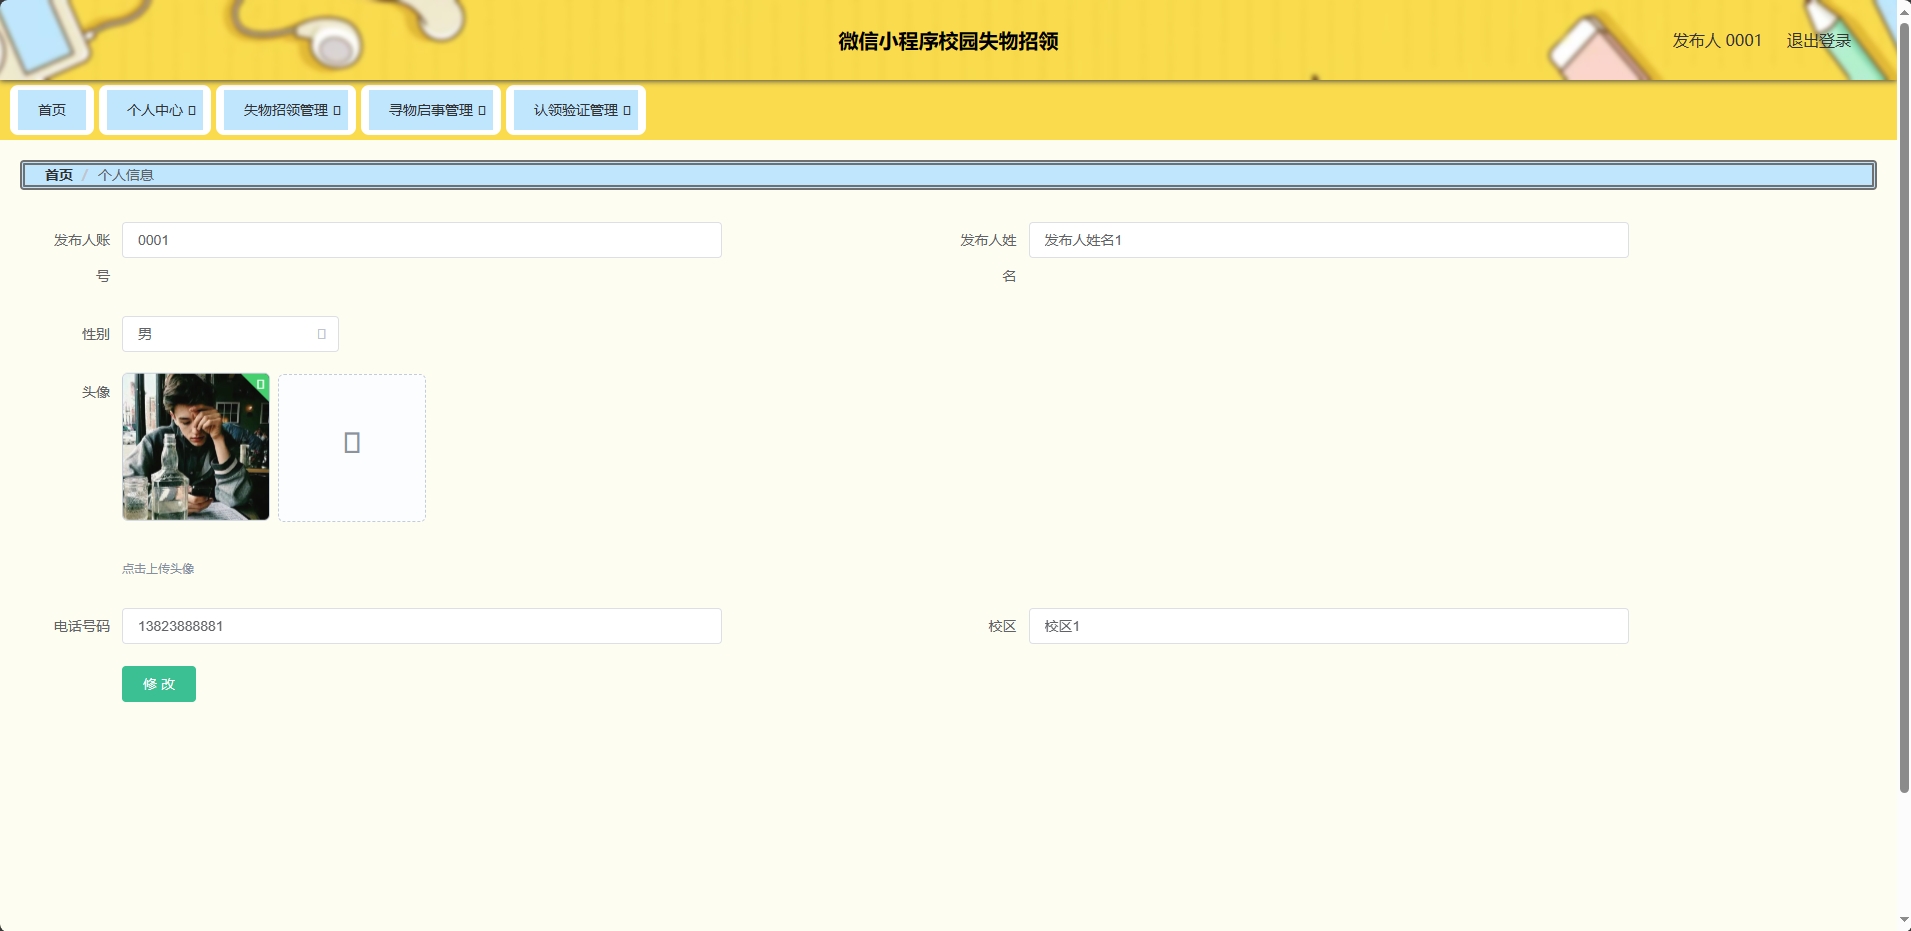 微信小程序校园失物招领
发布人 0001 退出登录
首页 个人中心 失物招领管理 寻物启事管理 认领验证管理
首页 / 个人信息
发布人账号 0001
发布人姓名 发布人姓名1
性别 男
头像
点击上传头像
电话号码 13823888881
校区 校区1
修 改